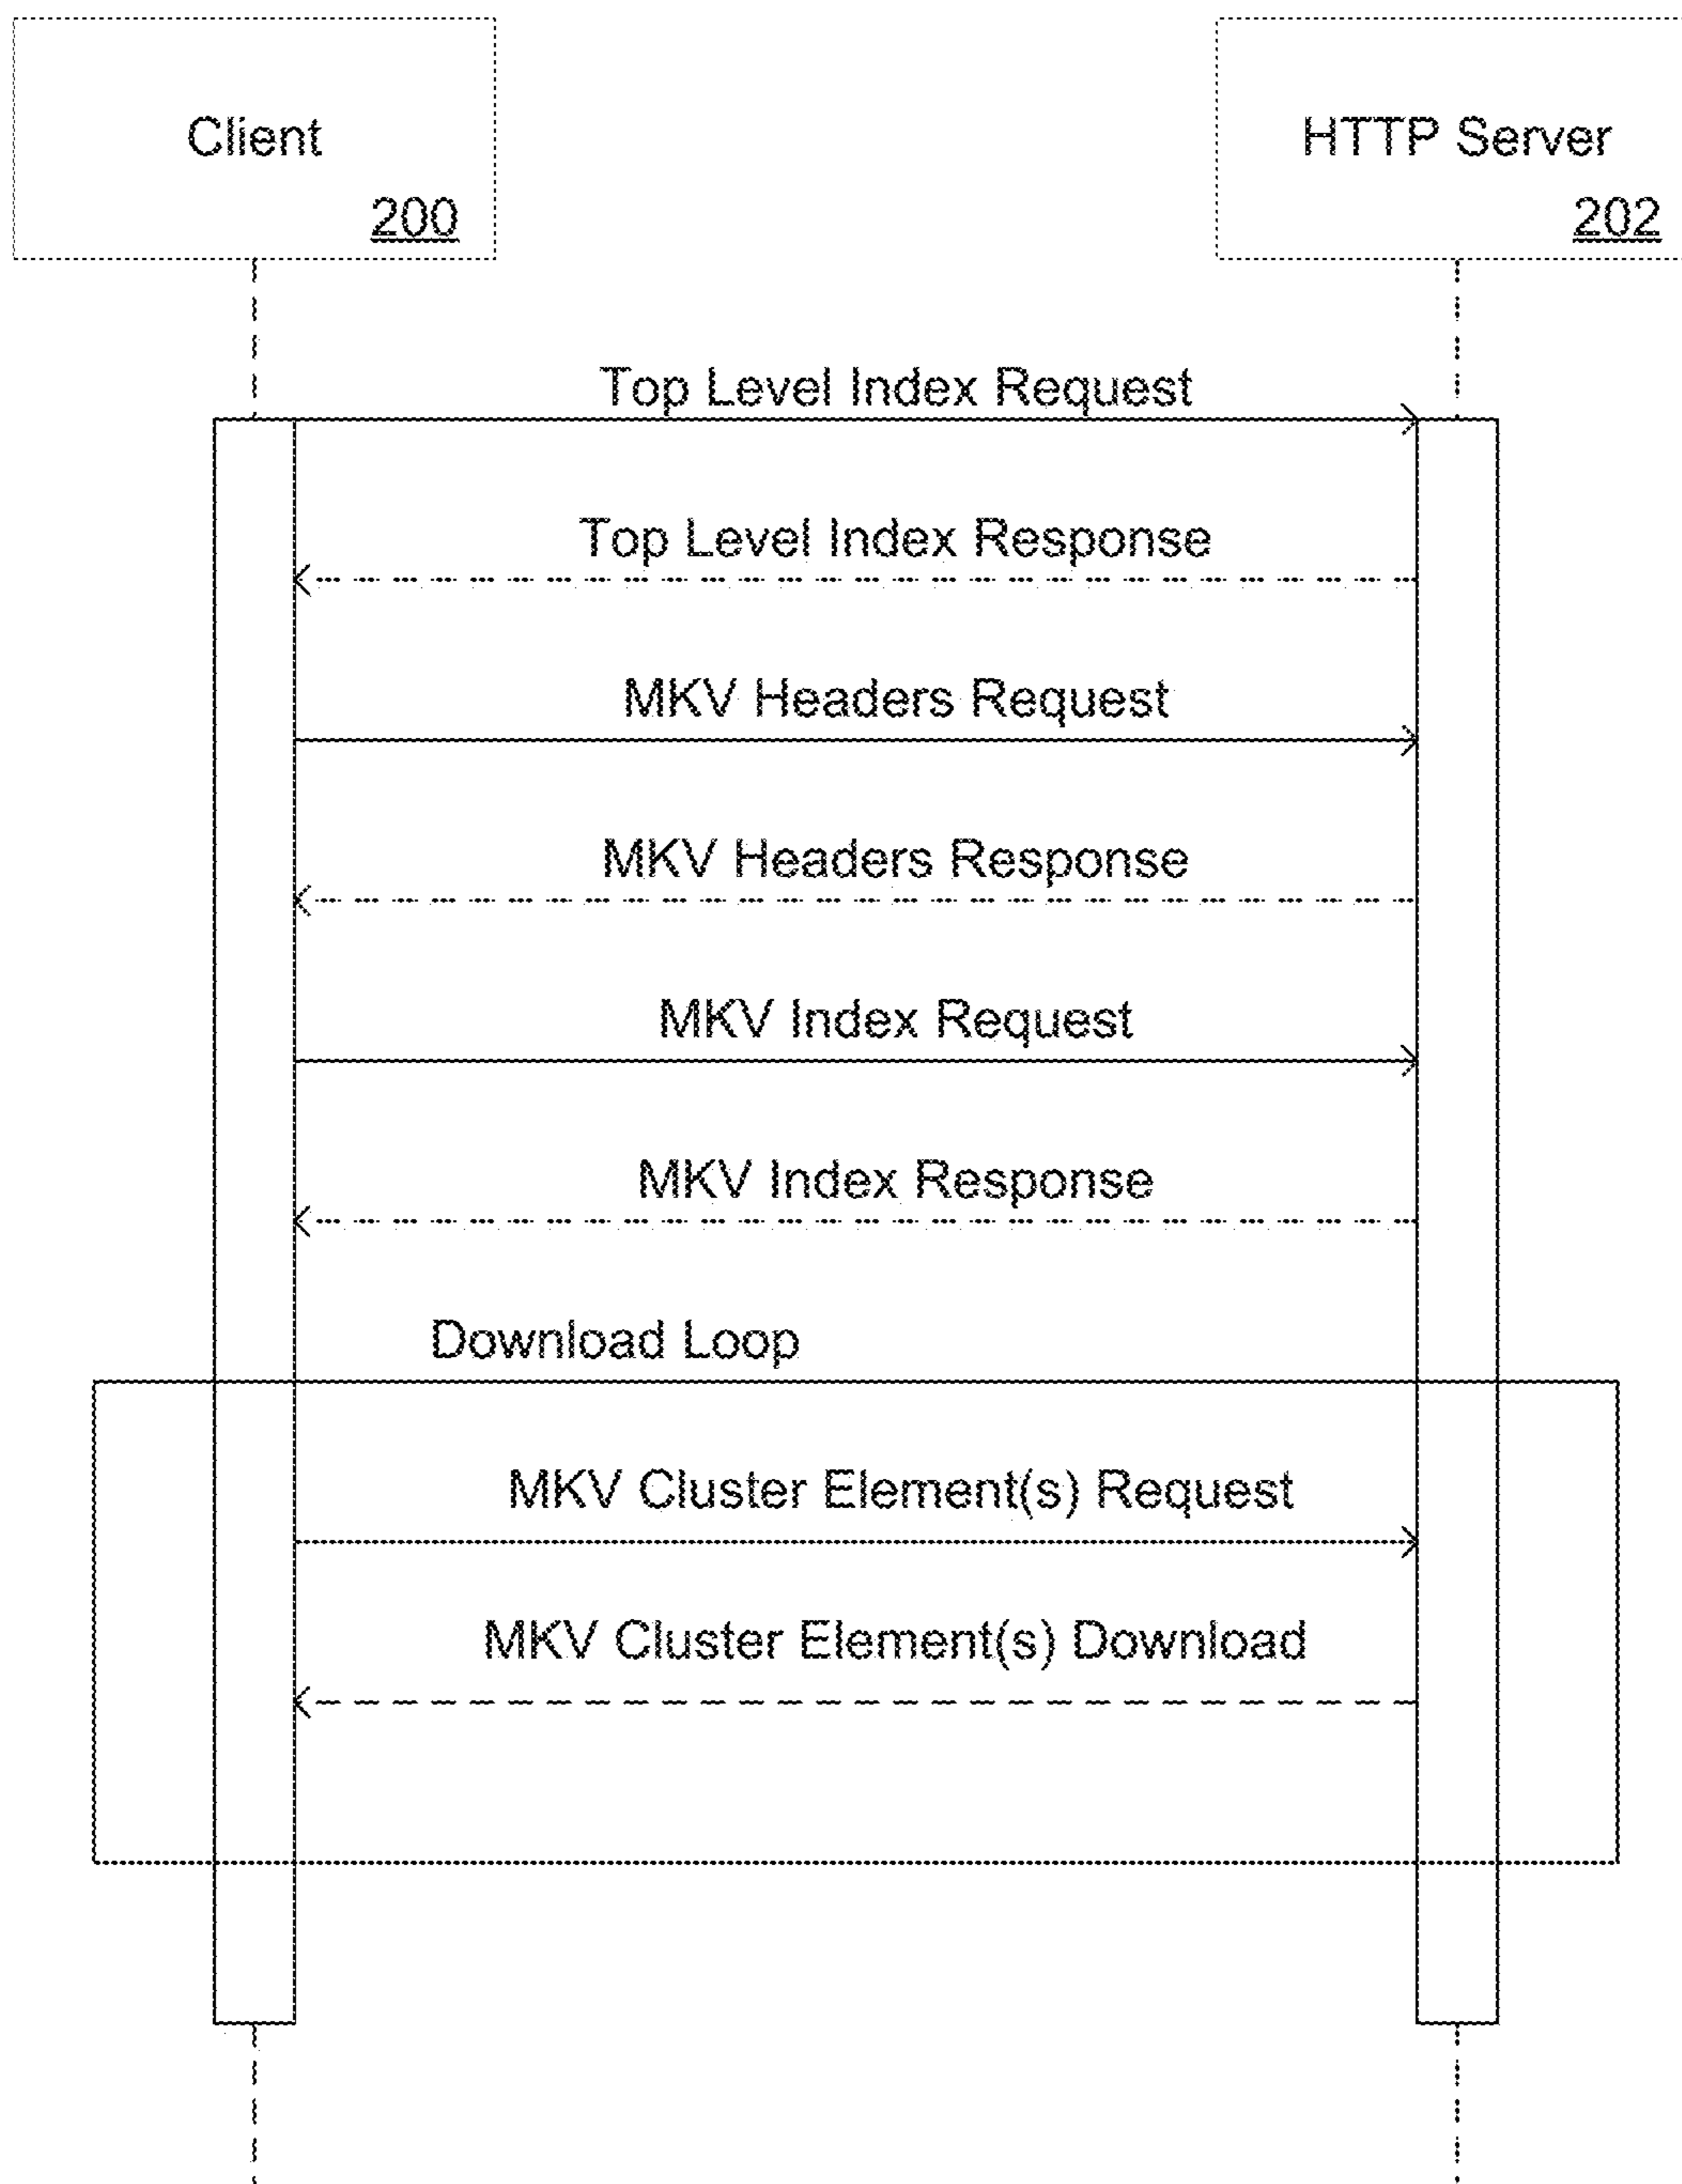 Client
200
HTTP Server
202
Top Level Index Request
Top Level Index Response
MKV Headers Request
MKV Headers Response
MKV Index Request
MKV Index Response
Download Loop
MKV Cluster Element(s) Request
MKV Cluster Element(s) Download